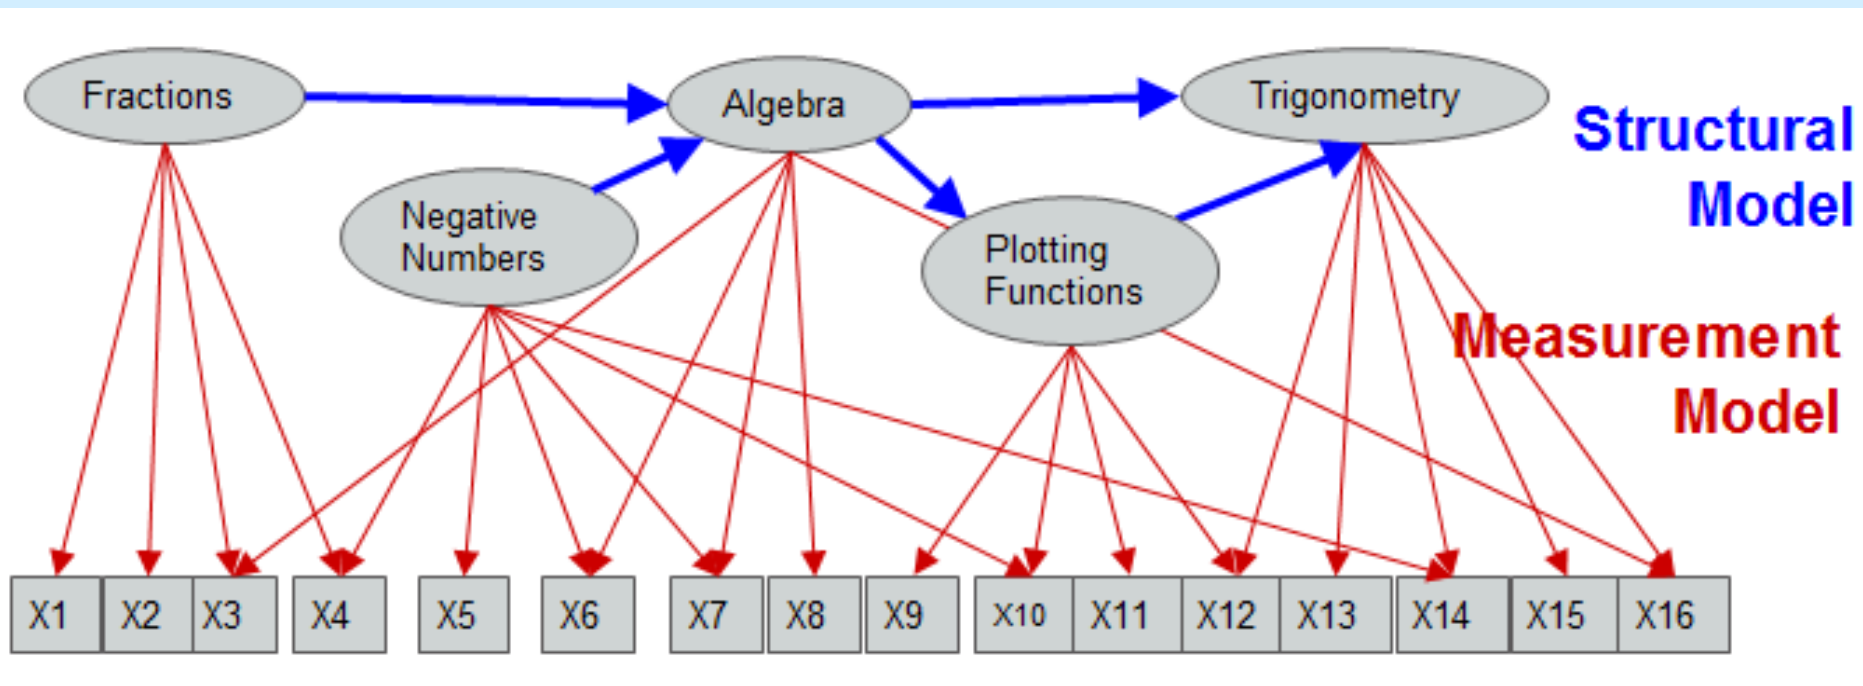 Fractions
Algebra
Trigonometry
Structural
Model
Negative
Numbers
Plotting
Functions
Measurement
Model
X1
X2
X3
X4
X5
X6
X7
X8
X9
X10
X11
X12
X13
X14
X15
X16